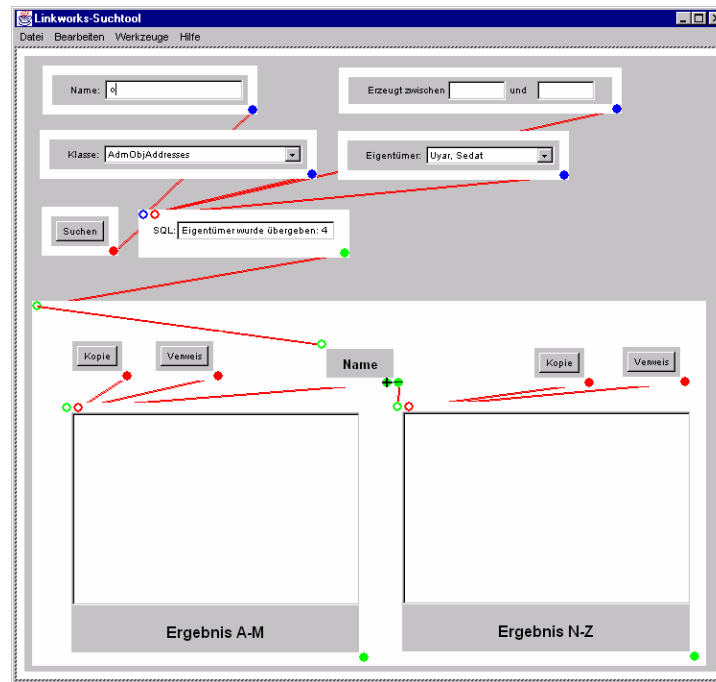 Linkworks-Suchtool
Datei Bearbeiten Werkzeuge Hilfe
Name: o
Erzeugt zwischen und
Klasse: AdmObjAddresses
Eigentümer: Uyar, Sedat
Suchen
SQL: Eigentümer wurde übergeben: 4
Kopie
Verweis
Name
Kopie
Verweis
Ergebnis A-M
Ergebnis N-Z